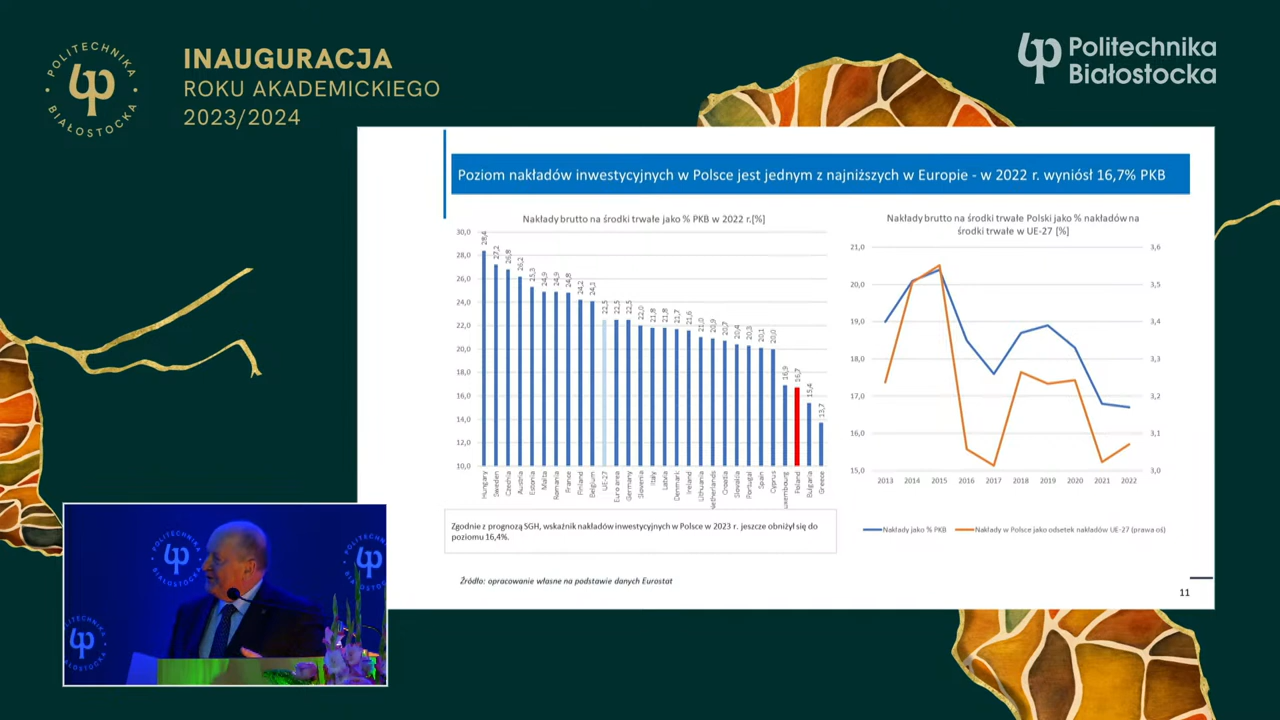 POLITECHNIKA
BIAŁOSTOCKA
INAUGURACJA
ROKU AKADEMICKIEGO
2023/2024
Politechnika
Białostocka
Poziom nakładów inwestycyjnych w Polsce jest jednym z najniższych w Europie - w 2022 r. wyniósł 16,7% PKB
Nakłady brutto na środki trwałe jako % PKB w 2022 r.[%]
30,0
28,0
26,0
24,0
22,0
20,0
18,0
16,0
14,0
12,0
10,0
28,4
27,2
26,8
26,2
25,3
24,9
24,9
24,8
24,2
24,1
22,5
22,5
22,5
22,0
21,8
21,8
21,7
21,6
21,0
20,9
20,7
20,4
20,3
20,1
20,0
16,9
16,7
15,4
13,7
Hungary
Sweden
Czechia
Austria
Estonia
Malta
Romania
France
Finland
Belgium
UE-27
Euro area
Germany
Slovenia
Italy
Latvia
Denmark
Ireland
Lithuania
Netherlands
Croatia
Slovakia
Portugal
Spain
Cyprus
uxembourg
Poland
Bulgaria
Greece
Zgodnie z prognozą SGH, wskaźnik nakładów inwestycyjnych w Polsce w 2023 r. jeszcze obniżył się do
poziomu 16,4%.
Źródło: opracowanie własne na podstawie danych Eurostat
Nakłady brutto na środki trwałe Polski jako % nakładów na
środki trwałe w UE-27 [%]
21,0
20,0
19,0
18,0
17,0
16,0
15,0
3,6
3,5
3,4
3,3
3,2
3,1
3,0
2013 2014 2015 2016 2017 2018 2019 2020 2021 2022
Nakłady jako % PKB
Nakłady w Polsce jako odsetek nakładów UE-27 (prawa oś)
11
POLITECHNIKA
BIAŁOSTOCKA